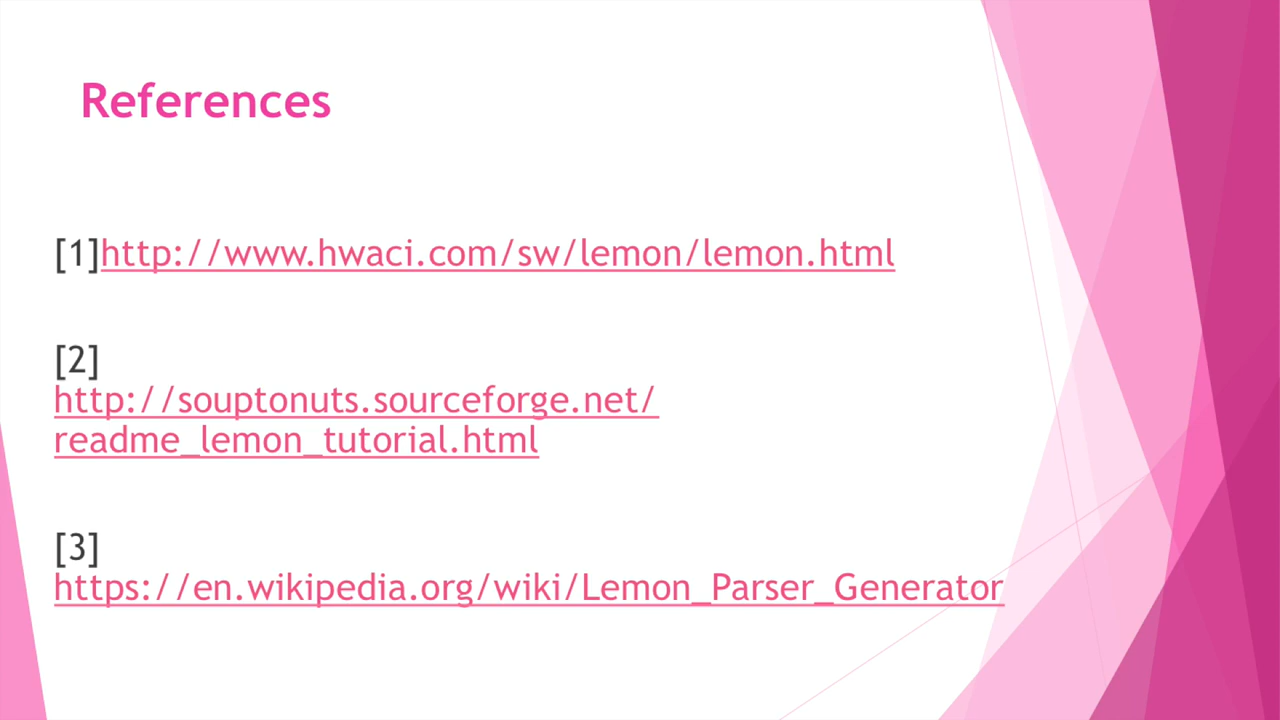 References
[1]http://www.hwaci.com/sw/lemon/lemon.html
[2]
http://souptonuts.sourceforge.net/
readme_lemon_tutorial.html
[3]
https://en.wikipedia.org/wiki/Lemon_Parser_Generator